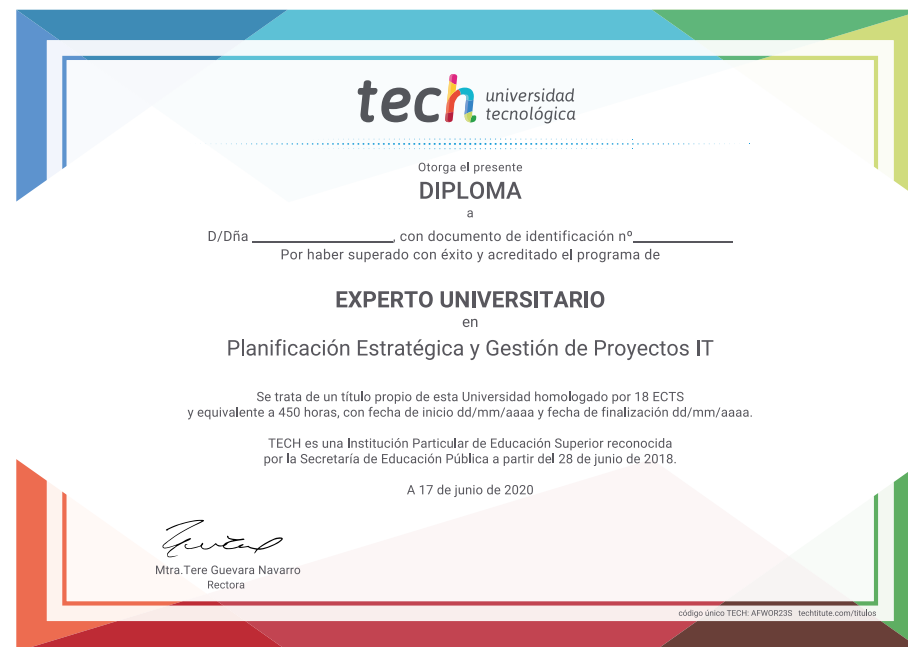 tech universidad
tecnológica
Otorga el presente
DIPLOMA
a
D/Dña ______________, con documento de identificación nº__________
Por haber superado con éxito y acreditado el programa de
EXPERTO UNIVERSITARIO
en
Planificación Estratégica y Gestión de Proyectos IT
Se trata de un título propio de esta Universidad homologado por 18 ECTS
y equivalente a 450 horas, con fecha de inicio dd/mm/aaaa y fecha de finalización dd/mm/aaaa.
TECH es una Institución Particular de Educación Superior reconocida
por la Secretaría de Educación Pública a partir del 28 de junio de 2018.
A 17 de junio de 2020
Mtra.Tere Guevara Navarro
Rectora
código único TECH: AFWOR23S techtitute.com/titulos